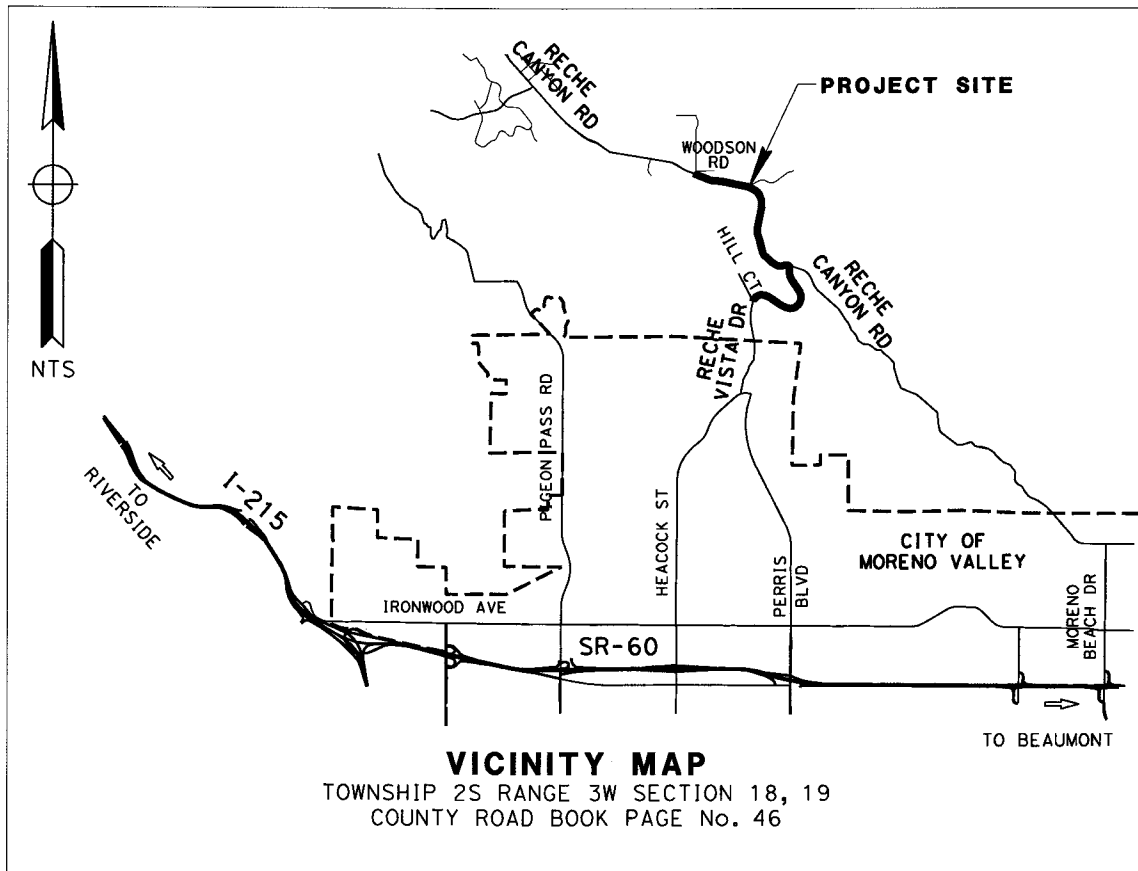 RECHE
CANYON RD
PROJECT SITE
WOODSON
RD
HILL CT
RECHE
CANYON RD
RECHE
VISTA DR
NTS
PIGEON PASS RD
I-215
TO
RIVERSIDE
HEACOCK ST
PERRIS
BLVD
CITY OF
MORENO VALLEY
MORENO
BEACH DR
IRONWOOD AVE
SR-60
TO BEAUMONT
VICINITY MAP
TOWNSHIP 2S RANGE 3W SECTION 18, 19
COUNTY ROAD BOOK PAGE No. 46